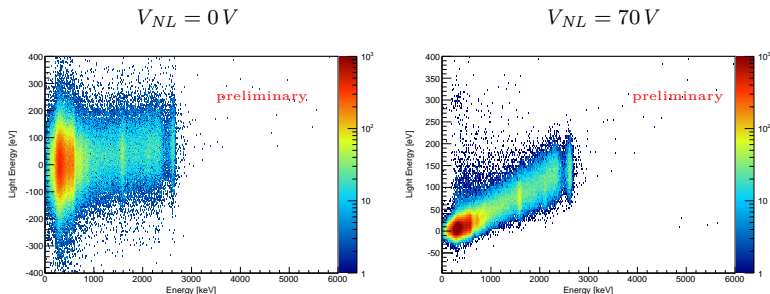 V_NL = 0 V
V_NL = 70 V
400
300
200
100
0
-100
-200
-300
-400
Light Energy [eV]
preliminary
10³
10²
10
1
0 1000 2000 3000 4000 5000 6000
Energy [keV]
400
350
300
250
200
150
100
50
0
-50
Light Energy [eV]
preliminary
10³
10²
10
1
0 1000 2000 3000 4000 5000 6000
Energy [keV]